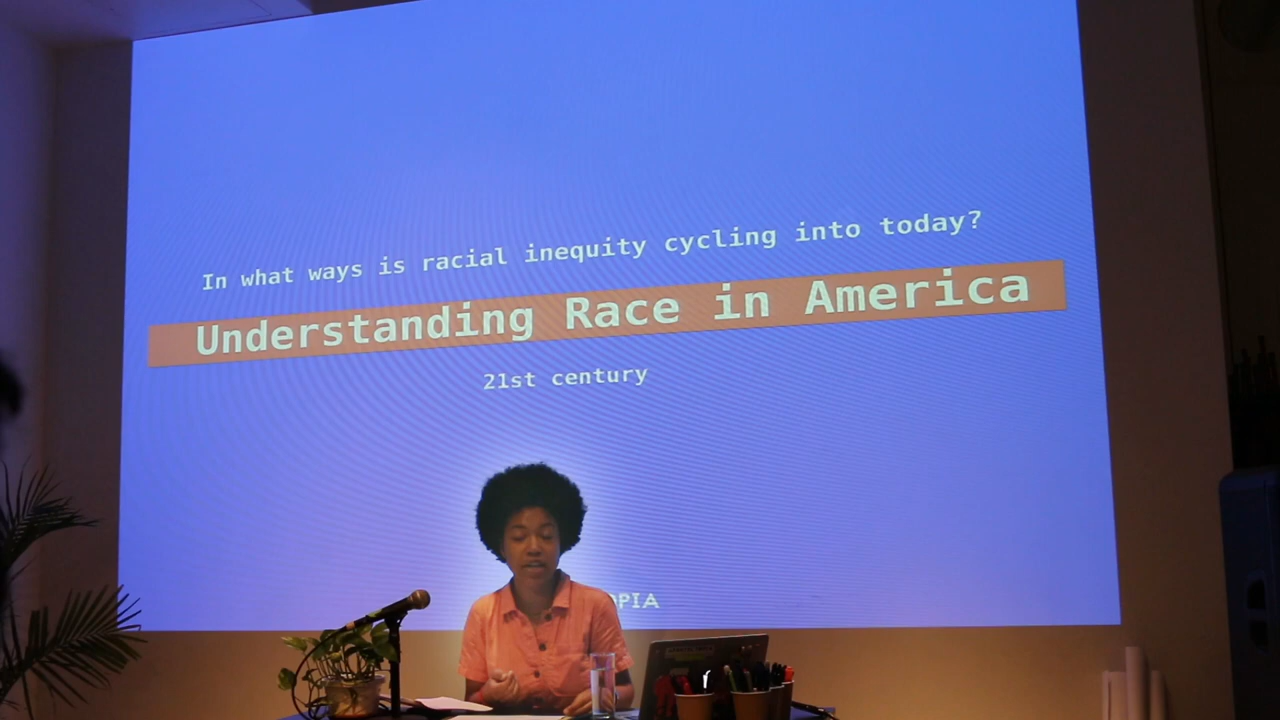 In what ways is racial inequity cycling into today?
Understanding Race in America
21st century